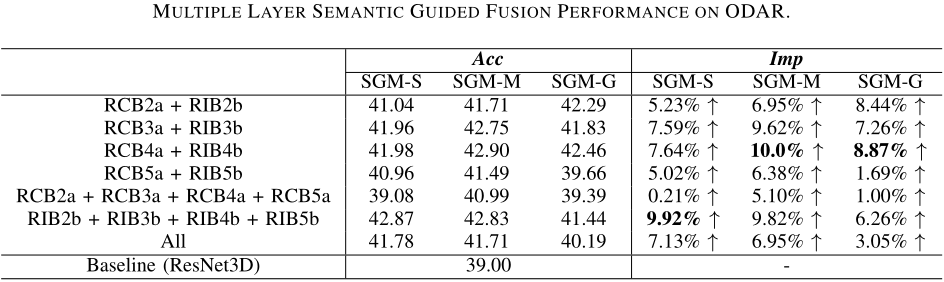 MULTIPLE LAYER SEMANTIC GUIDED FUSION PERFORMANCE ON ODAR.
Acc Imp
SGM-S SGM-M SGM-G SGM-S SGM-M SGM-G
RCB2a + RIB2b 41.04 41.71 42.29 5.23% ↑ 6.95% ↑ 8.44% ↑
RCB3a + RIB3b 41.96 42.75 41.83 7.59% ↑ 9.62% ↑ 7.26% ↑
RCB4a + RIB4b 41.98 42.90 42.46 7.64% ↑ 10.0% ↑ 8.87% ↑
RCB5a + RIB5b 40.96 41.49 39.66 5.02% ↑ 6.38% ↑ 1.69% ↑
RCB2a + RCB3a + RCB4a + RCB5a 39.08 40.99 39.39 0.21% ↑ 5.10% ↑ 1.00% ↑
RIB2b + RIB3b + RIB4b + RIB5b 42.87 42.83 41.44 9.92% ↑ 9.82% ↑ 6.26% ↑
All 41.78 41.71 40.19 7.13% ↑ 6.95% ↑ 3.05% ↑
Baseline (ResNet3D) 39.00 -